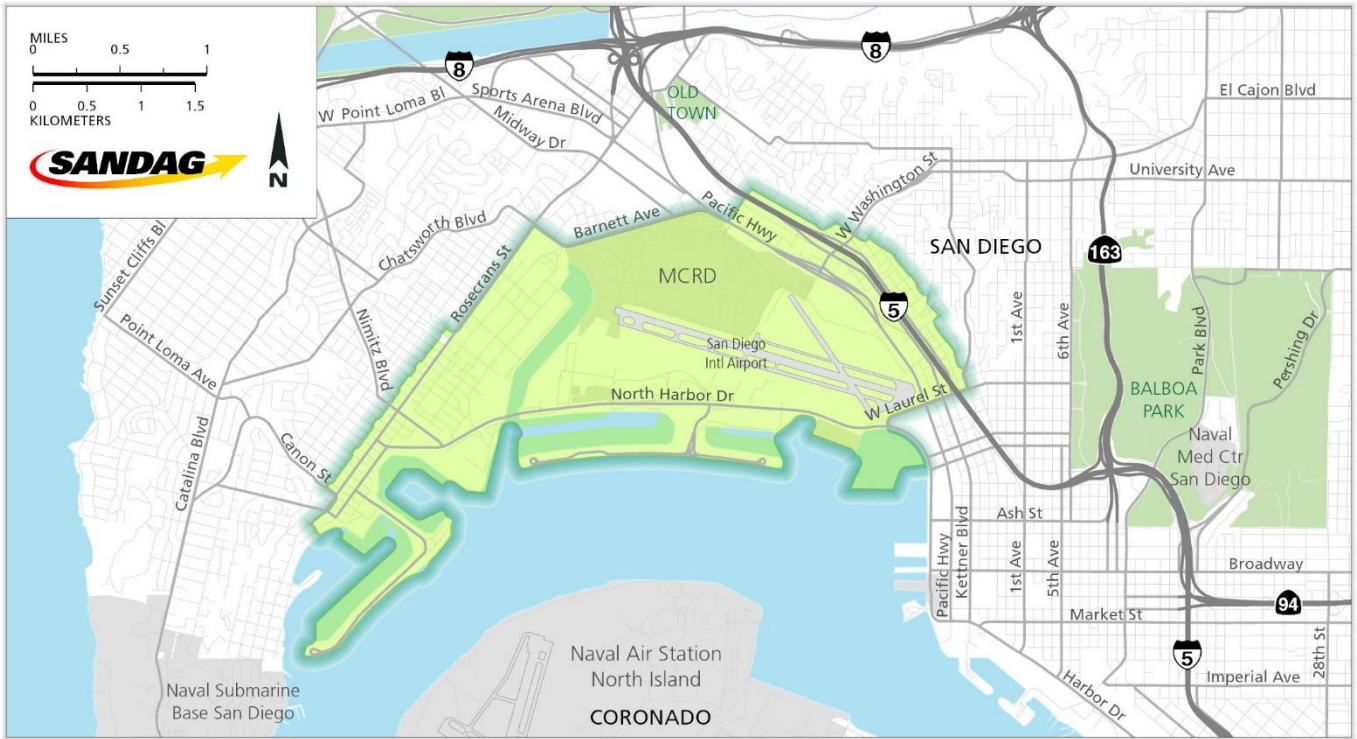 MILES
0 0.5 1
0 0.5 1 1.5
KILOMETERS
SANDAG
N
8
8
W Point Loma Bl
Sports Arena Blvd
Midway Dr
OLD
TOWN
El Cajon Blvd
University Ave
W Washington St
Pacific Hwy
Barnett Ave
Chatsworth Blvd
Rosecrans St
Sunset Cliffs Bl
SAN DIEGO
163
MCRD
5
1st Ave
6th Ave
Park Blvd
Pershing Dr
Nimitz Blvd
Point Loma Ave
San Diego
Intl Airport
North Harbor Dr
W Laurel St
BALBOA
PARK
Naval
Med Ctr
San Diego
Catalina Blvd
Canon St
Ash St
Pacific Hwy
Kettner Blvd
1st Ave
5th Ave
Broadway
94
Market St
28th St
5
Imperial Ave
Harbor Dr
Naval Air Station
North Island
CORONADO
Naval Submarine
Base San Diego